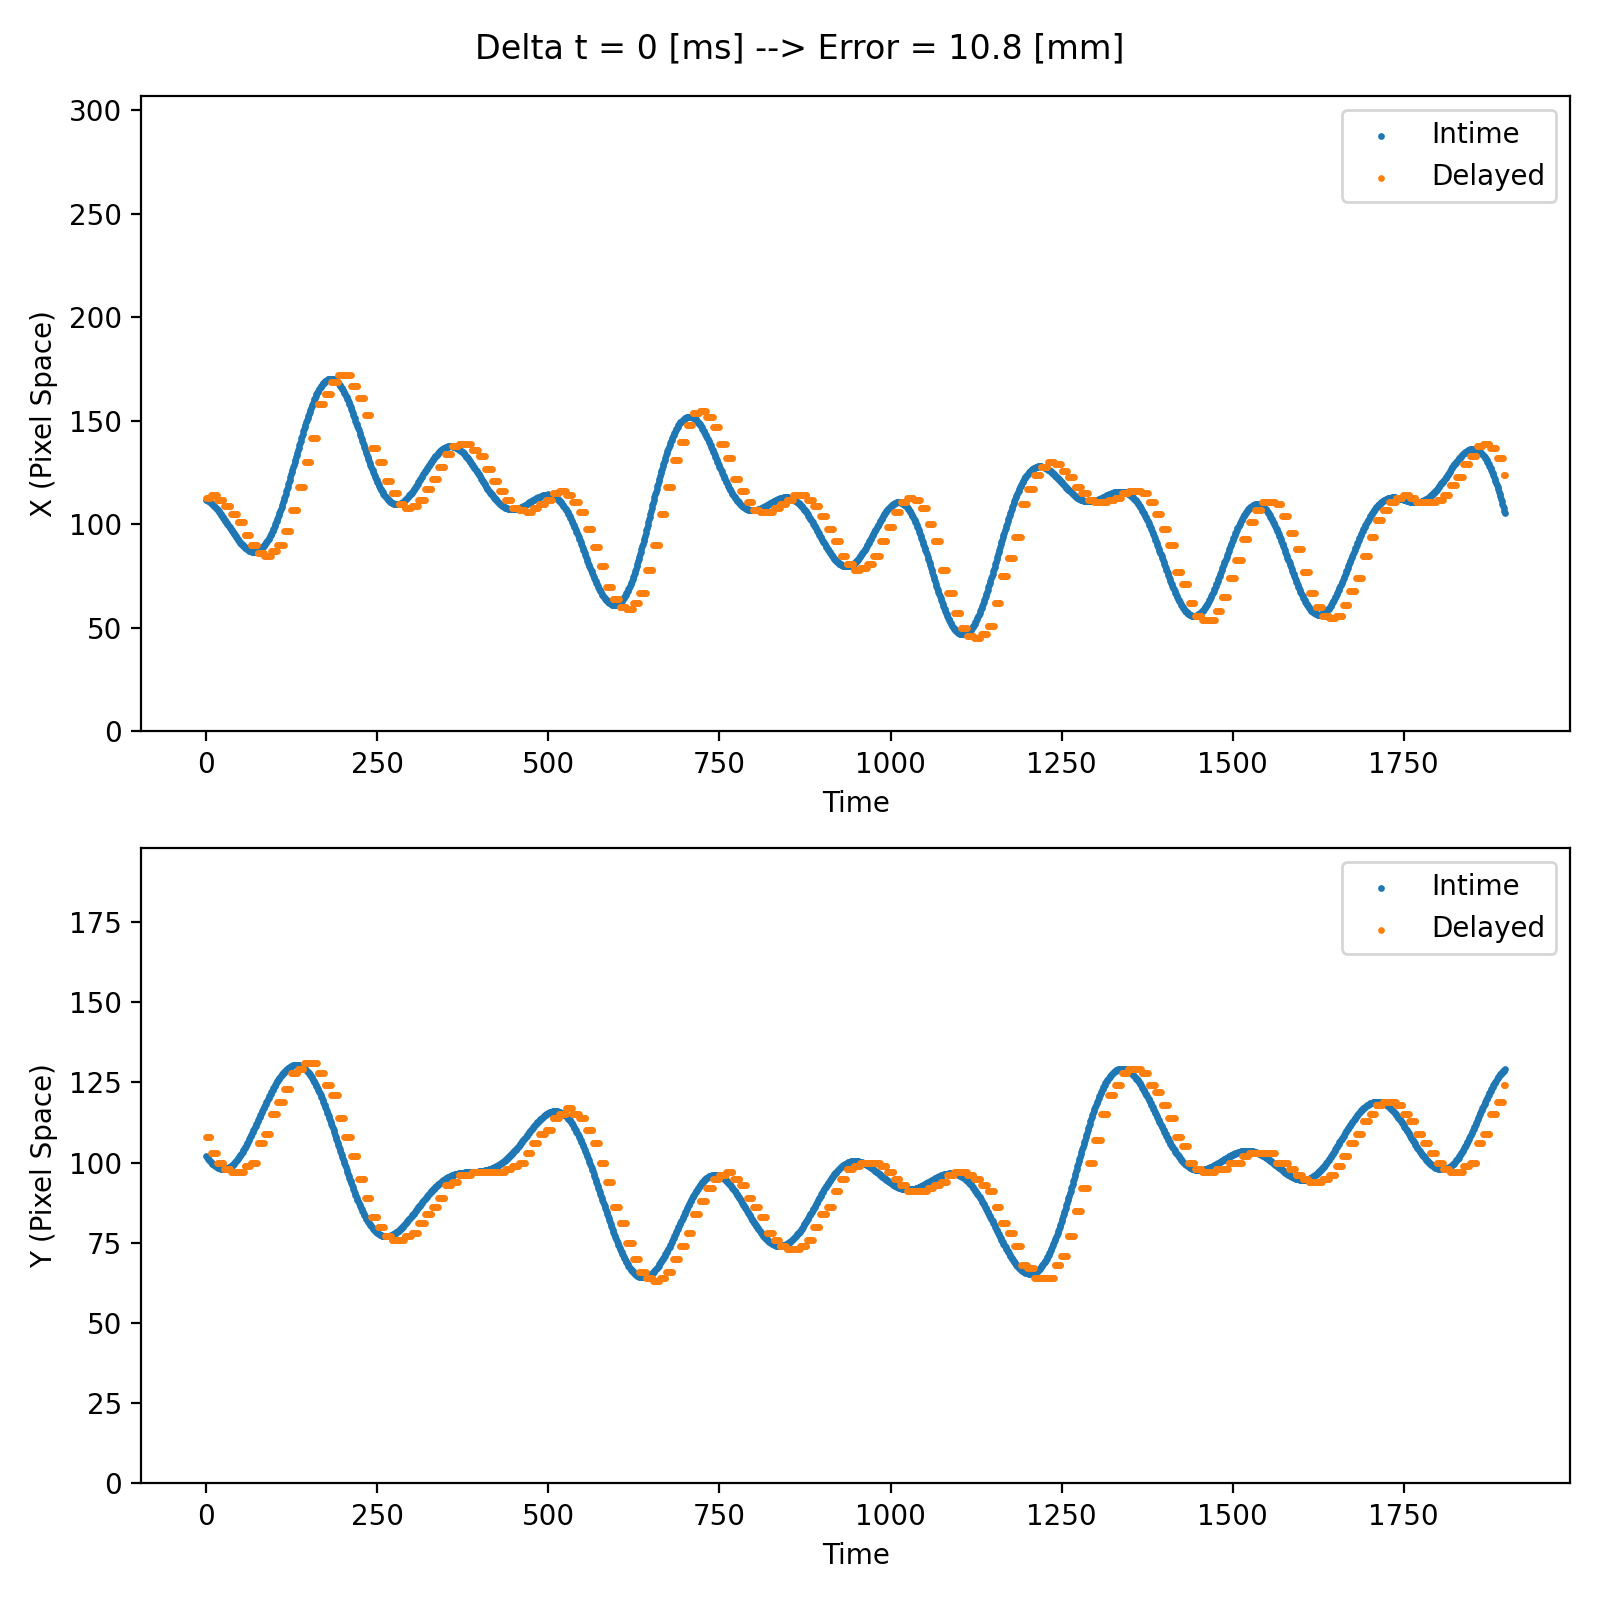 Delta t = 0 [ms] --> Error = 10.8 [mm]
300
250
200
150
100
50
0
X (Pixel Space)
Intime
Delayed
0 250 500 750 1000 1250 1500 1750
Time
175
150
125
100
75
50
25
0
Y (Pixel Space)
Intime
Delayed
0 250 500 750 1000 1250 1500 1750
Time